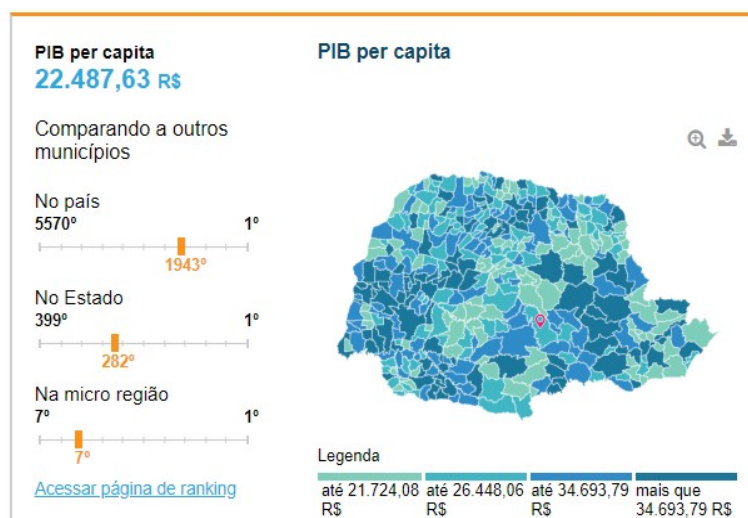 PIB per capita
22.487,63 R$
Comparando a outros
municípios
No país
5570º 1º
1943º
No Estado
399º 1º
282º
Na micro região
7º 1º
7º
Acessar página de ranking
PIB per capita
Legenda
até 21.724,08 R$
até 26.448,06 R$
até 34.693,79 R$
mais que 34.693,79 R$